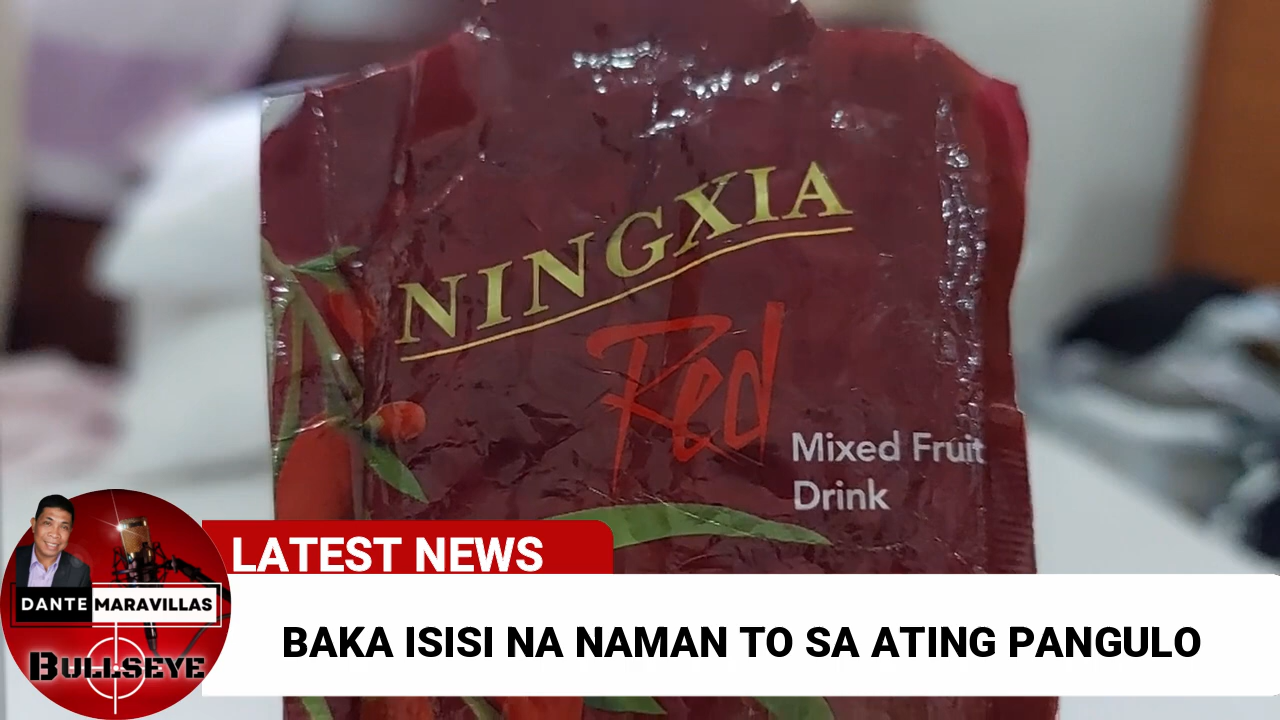 NINGXIA
Red
Mixed Fruit
Drink
LATEST NEWS
DANTE MARAVILLAS
BULLSEYE
BAKA ISISI NA NAMAN TO SA ATING PANGULO